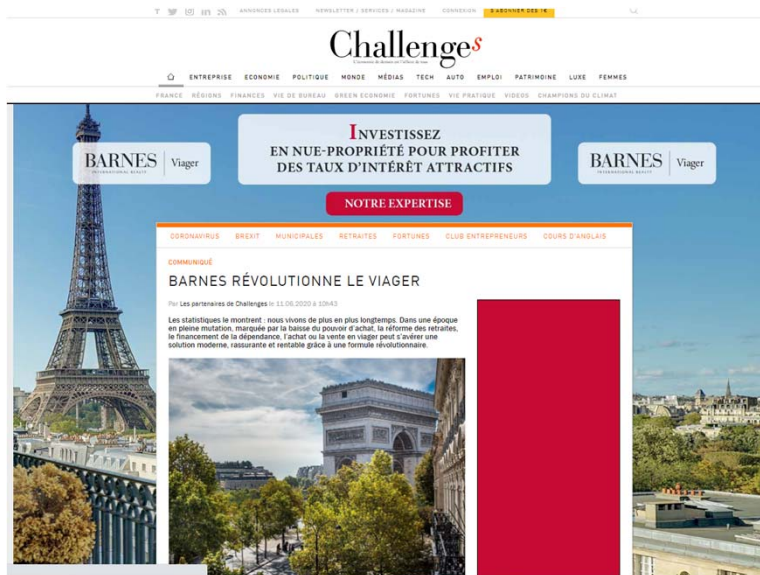 ANNONCES LEGALES NEWSLETTER / SERVICES / MAGAZINE CONNEXION S'ABONNER DÈS 1€
Challenges
ENTREPRISE ECONOMIE POLITIQUE MONDE MÉDIAS TECH AUTO EMPLOI PATRIMOINE LUXE FEMMES
FRANCE RÉGIONS FINANCES VIE DE BUREAU GREEN ECONOMIE FORTUNES VIE PRATIQUE VIDEOS CHAMPIONS DU CLIMAT
BARNES
INTERNATIONAL REALTY
Viager
INVESTISSEZ
EN NUE-PROPRIÉTÉ POUR PROFITER
DES TAUX D'INTÉRÊT ATTRACTIFS
NOTRE EXPERTISE
BARNES
INTERNATIONAL REALTY
Viager
CORONAVIRUS BREXIT MUNICIPALES RETRAITES FORTUNES CLUB ENTREPRENEURS COURS D'ANGLAIS
COMMUNIQUÉ
BARNES RÉVOLUTIONNE LE VIAGER
Par Les partenaires de Challenges le 11.06.2020 à 10h43
Les statistiques le montrent : nous vivons de plus en plus longtemps. Dans une époque
en pleine mutation, marquée par la baisse du pouvoir d'achat, la réforme des retraites,
le financement de la dépendance, l'achat ou la vente en viager peut s'avérer une
solution moderne, rassurante et rentable grâce à une formule révolutionnaire.